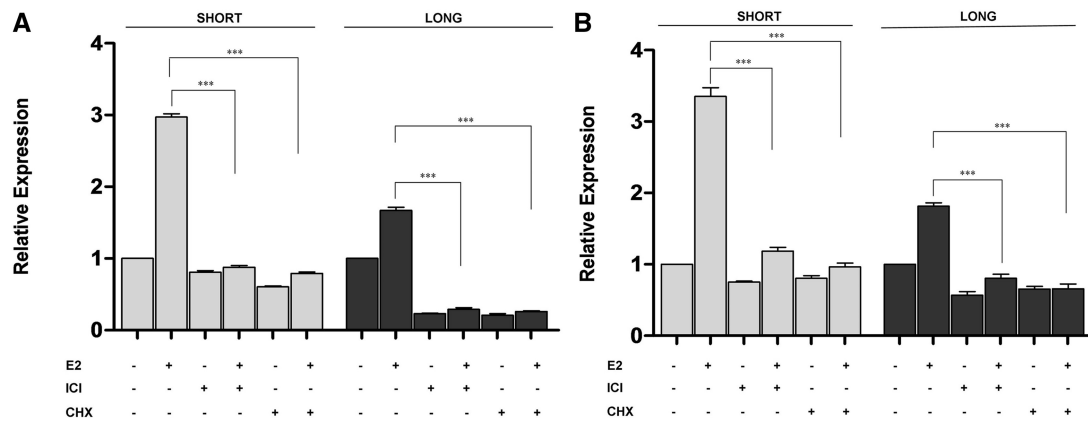 A
SHORT
LONG
Relative Expression
4
3
2
1
0
***
***
***
***
E2 - + - + - + - + - + - +
ICI - - + + - - - - + + - -
CHX - - - - + + - - - - + +
B
SHORT
LONG
Relative Expression
4
3
2
1
0
***
***
***
***
E2 - + - + - + - + - + - +
ICI - - + + - - - - + + - -
CHX - - - - + + - - - - + +